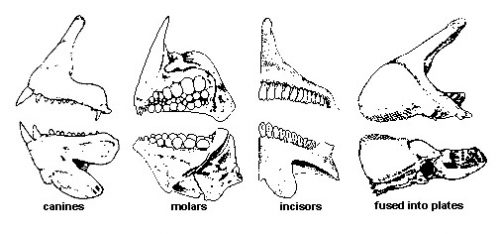 canines
molars
incisors
fused into plates